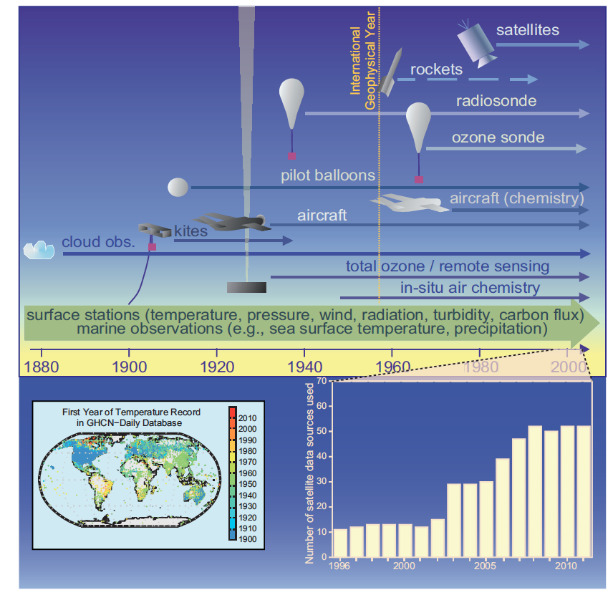 satellites
International
Geophysical Year
rockets
radiosonde
ozone sonde
pilot balloons
aircraft (chemistry)
aircraft
kites
cloud obs.
total ozone / remote sensing
in-situ air chemistry
surface stations (temperature, pressure, wind, radiation, turbidity, carbon flux)
marine observations (e.g., sea surface temperature, precipitation)
1880 1900 1920 1940 1960 1980 2000
First Year of Temperature Record
in GHCN−Daily Database
2010
2000
1990
1980
1970
1960
1950
1940
1930
1920
1910
1900
Number of satellite data sources used
70
60
50
40
30
20
10
0
1996 2000 2005 2010